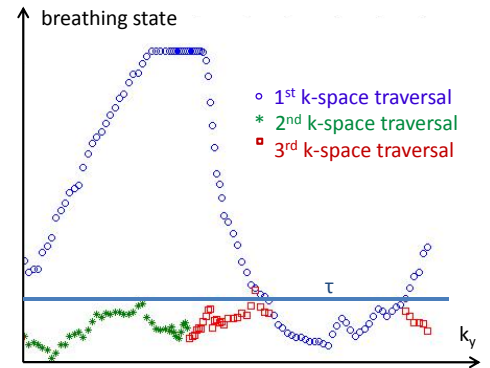 breathing state
1st k-space traversal
2nd k-space traversal
3rd k-space traversal
τ
ky